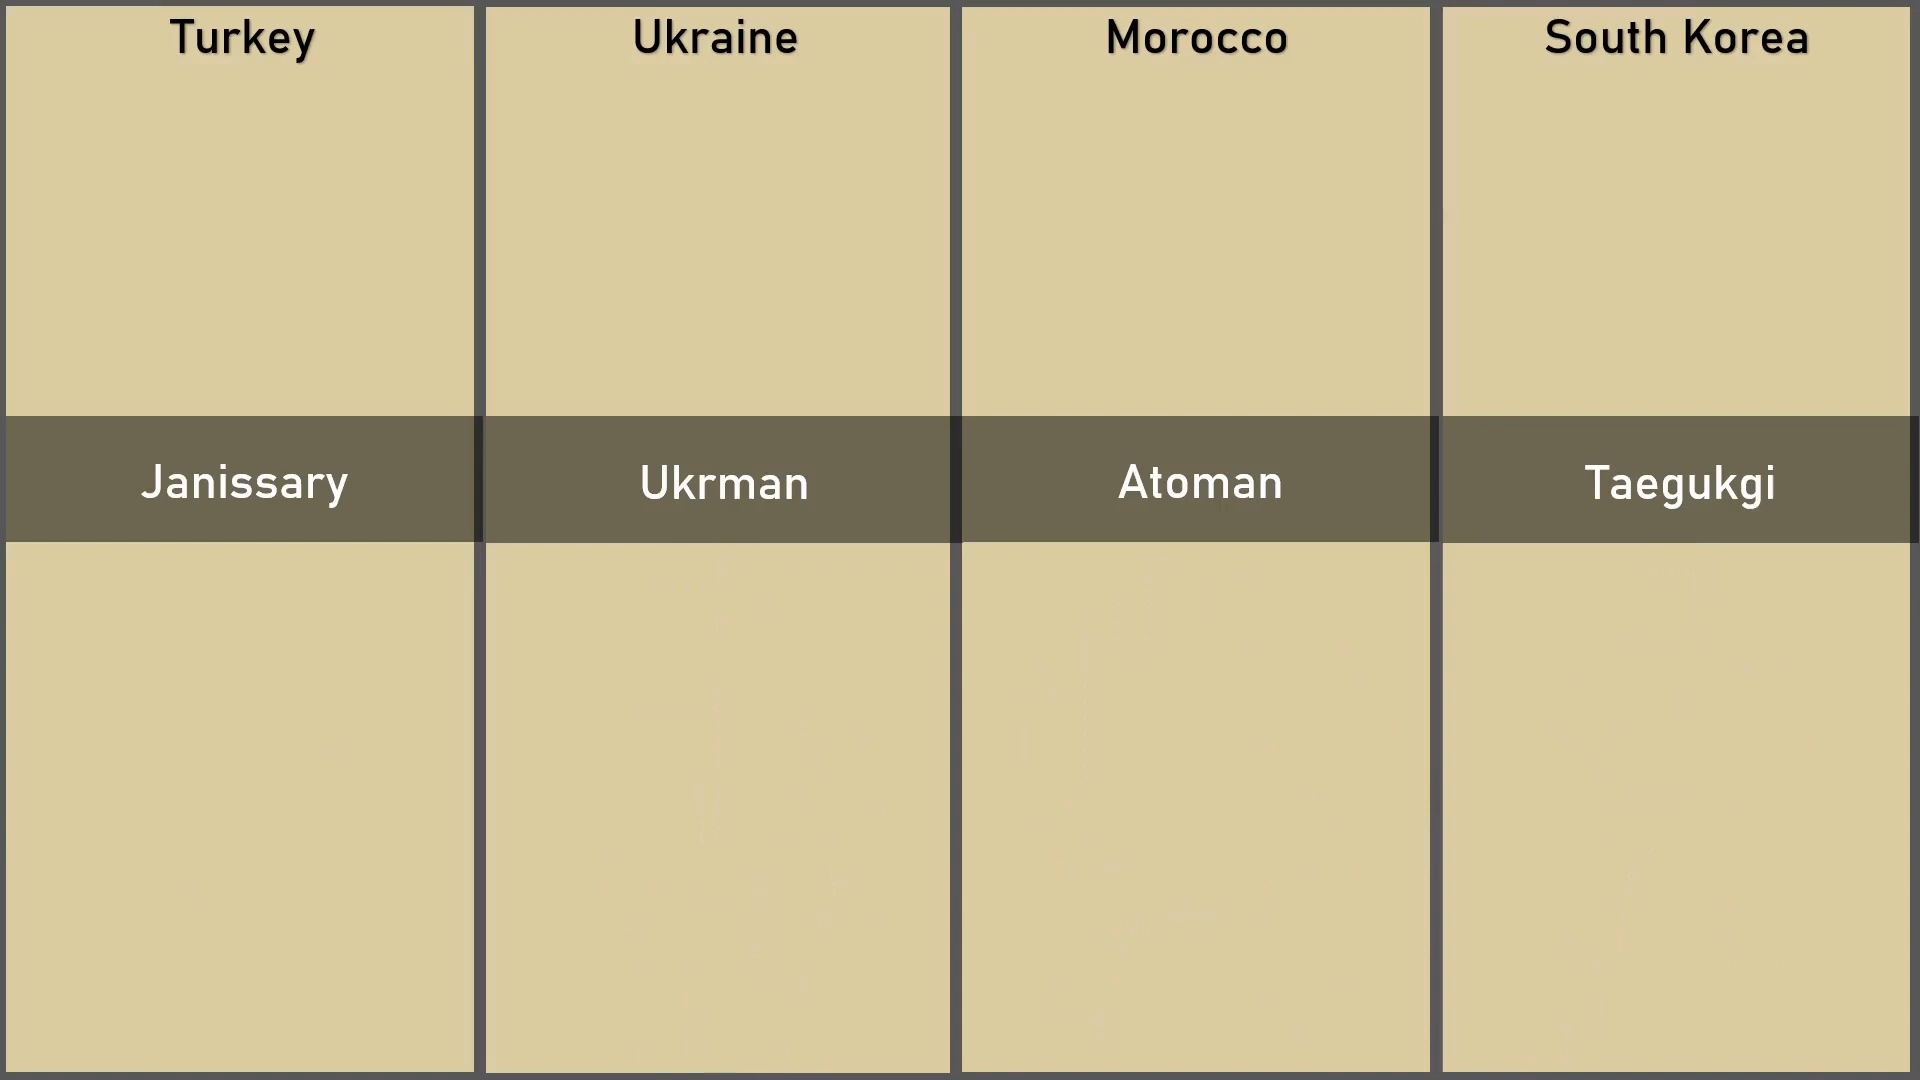 Turkey
Ukraine
Morocco
South Korea
Janissary
Ukrman
Atoman
Taegukgi